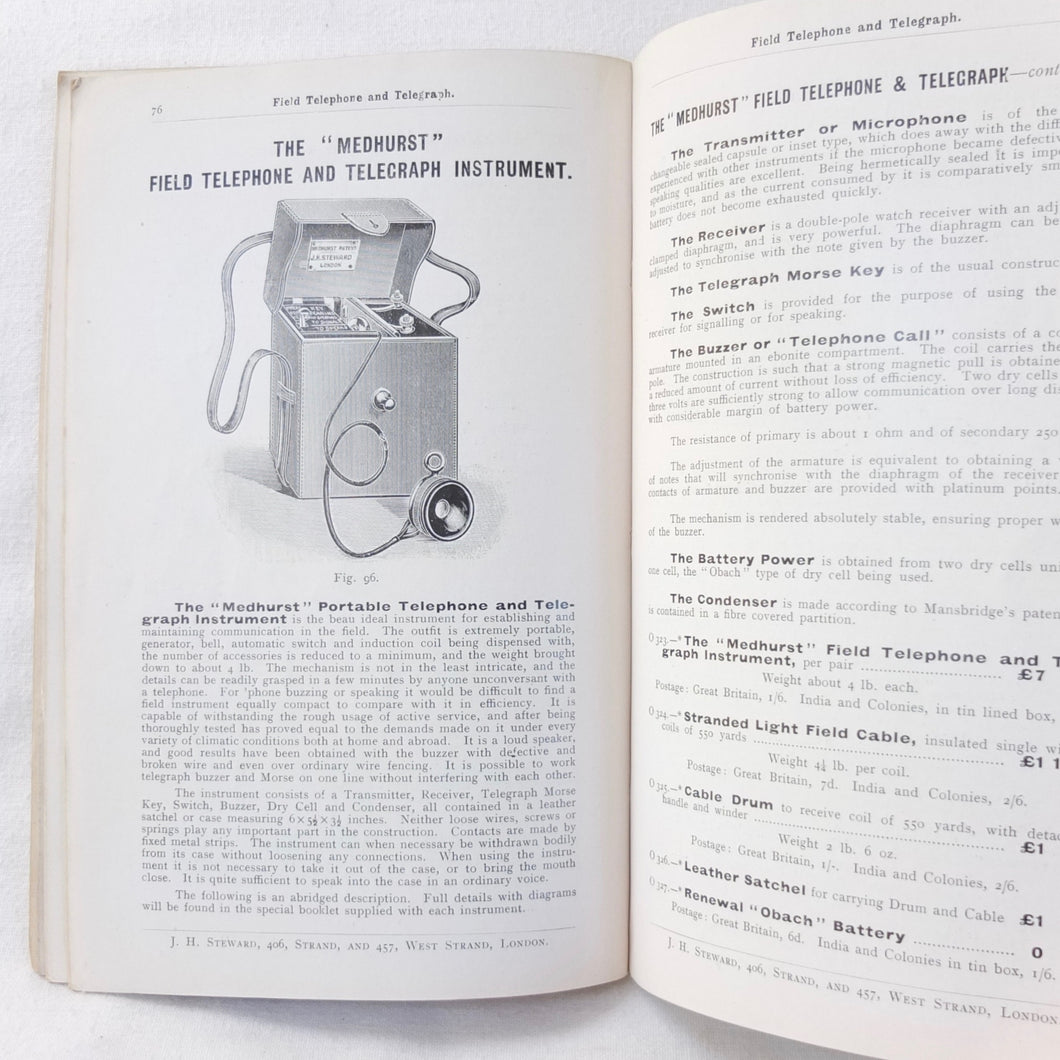 76
Field Telephone and Telegraph.
THE "MEDHURST"
FIELD TELEPHONE AND TELEGRAPH INSTRUMENT.
MEDHURST PATENT
J.H.STEWARD
LONDON
Fig. 96.
The "Medhurst" Portable Telephone and Tele-
graph Instrument is the beau ideal instrument for establishing and
maintaining communication in the field. The outfit is extremely portable,
generator, bell, automatic switch and induction coil being dispensed with,
the number of accessories is reduced to a minimum, and the weight brought
down to about 4 lb. The mechanism is not in the least intricate, and the
details can be readily grasped in a few minutes by anyone unconversant with
a telephone. For 'phone buzzing or speaking it would be difficult to find a
field instrument equally compact to compare with it in efficiency. It is
capable of withstanding the rough usage of active service, and after being
thoroughly tested has proved equal to the demands made on it under every
variety of climatic conditions both at home and abroad. It is a loud speaker,
and good results have been obtained with the buzzer with defective and
broken wire and even over ordinary wire fencing. It is possible to work
telegraph buzzer and Morse on one line without interfering with each other.
The instrument consists of a Transmitter, Receiver, Telegraph Morse
Key, Switch, Buzzer, Dry Cell and Condenser, all contained in a leather
satchel or case measuring 6 × 5½ × 3½ inches. Neither loose wires, screws or
springs play any important part in the construction. Contacts are made by
fixed metal strips. The instrument can when necessary be withdrawn bodily
from its case without loosening any connections. When using the instru-
ment it is not necessary to take it out of the case, or to bring the mouth
close. It is quite sufficient to speak into the case in an ordinary voice.
The following is an abridged description. Full details with diagrams
will be found in the special booklet supplied with each instrument.
J. H. Steward, 406, Strand, and 457, West Strand, London.
Field Telephone and Telegraph.
THE "MEDHURST" FIELD TELEPHONE & TELEGRAPH—cont
The Transmitter or Microphone is of the
changeable sealed capsule or inset type, which does away with the diff
experienced with other instruments if the microphone became defectiv
speaking qualities are excellent. Being hermetically sealed it is impe
to moisture, and as the current consumed by it is comparatively sm
battery does not become exhausted quickly.
The Receiver is a double-pole watch receiver with an adj
clamped diaphragm, and is very powerful. The diaphragm can be
adjusted to synchronise with the note given by the buzzer.
The Telegraph Morse Key is of the usual construc
The Switch is provided for the purpose of using the
receiver for signalling or for speaking.
The Buzzer or "Telephone Call" consists of a co
armature mounted in an ebonite compartment. The coil carries the
pole. The construction is such that a strong magnetic pull is obtaine
a reduced amount of current without loss of efficiency. Two dry cells
three volts are sufficiently strong to allow communication over long dis
with considerable margin of battery power.
The resistance of primary is about 1 ohm and of secondary 250
The adjustment of the armature is equivalent to obtaining a
of notes that will synchronise with the diaphragm of the receiver
contacts of armature and buzzer are provided with platinum points.
The mechanism is rendered absolutely stable, ensuring proper w
of the buzzer.
The Battery Power is obtained from two dry cells uni
one cell, the "Obach" type of dry cell being used.
The Condenser is made according to Mansbridge's paten
is contained in a fibre covered partition.
O 323.—*The "Medhurst" Field Telephone and T
graph Instrument, per pair ........ £7
Weight about 4 lb. each.
Postage: Great Britain, 1/6. India and Colonies, in tin lined box,
O 324.—*Stranded Light Field Cable, insulated single wi
coils of 550 yards ........ £1 1
Weight 4¼ lb. per coil.
Postage: Great Britain, 7d. India and Colonies, 2/6.
O 325.—*Cable Drum to receive coil of 550 yards, with detac
handle and winder ........ £1
Weight 2 lb. 6 oz.
Postage: Great Britain, 1/-. India and Colonies, 2/6.
O 326.—*Leather Satchel for carrying Drum and Cable £1
O 327.—*Renewal "Obach" Battery ........ 0
Postage: Great Britain, 6d. India and Colonies in tin box, 1/6.
J. H. Steward, 406, Strand, and 457, West Strand, London